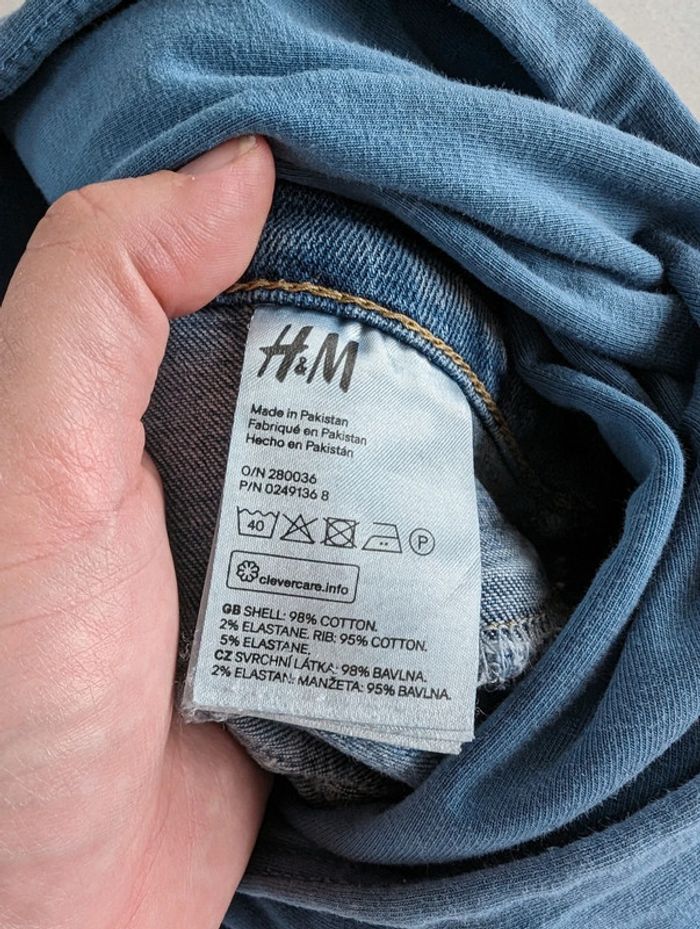 H&M
Made in Pakistan
Fabriqué en Pakistan
Hecho en Pakistán
O/N 280036
P/N 0249136 8
40 P
clevercare.info
GB SHELL: 98% COTTON.
2% ELASTANE. RIB: 95% COTTON.
5% ELASTANE.
CZ SVRCHNÍ LÁTKA: 98% BAVLNA.
2% ELASTAN. MANŽETA: 95% BAVLNA.